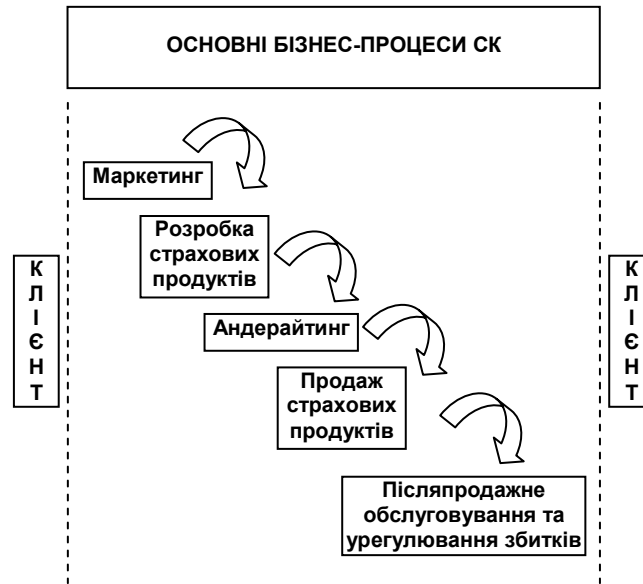 ОСНОВНІ БІЗНЕС-ПРОЦЕСИ СК
Маркетинг
Розробка
страхових
продуктів
Андерайтинг
Продаж
страхових
продуктів
Післяпродажне
обслуговування та
урегулювання збитків
К
Л
І
Є
Н
Т
К
Л
І
Є
Н
Т